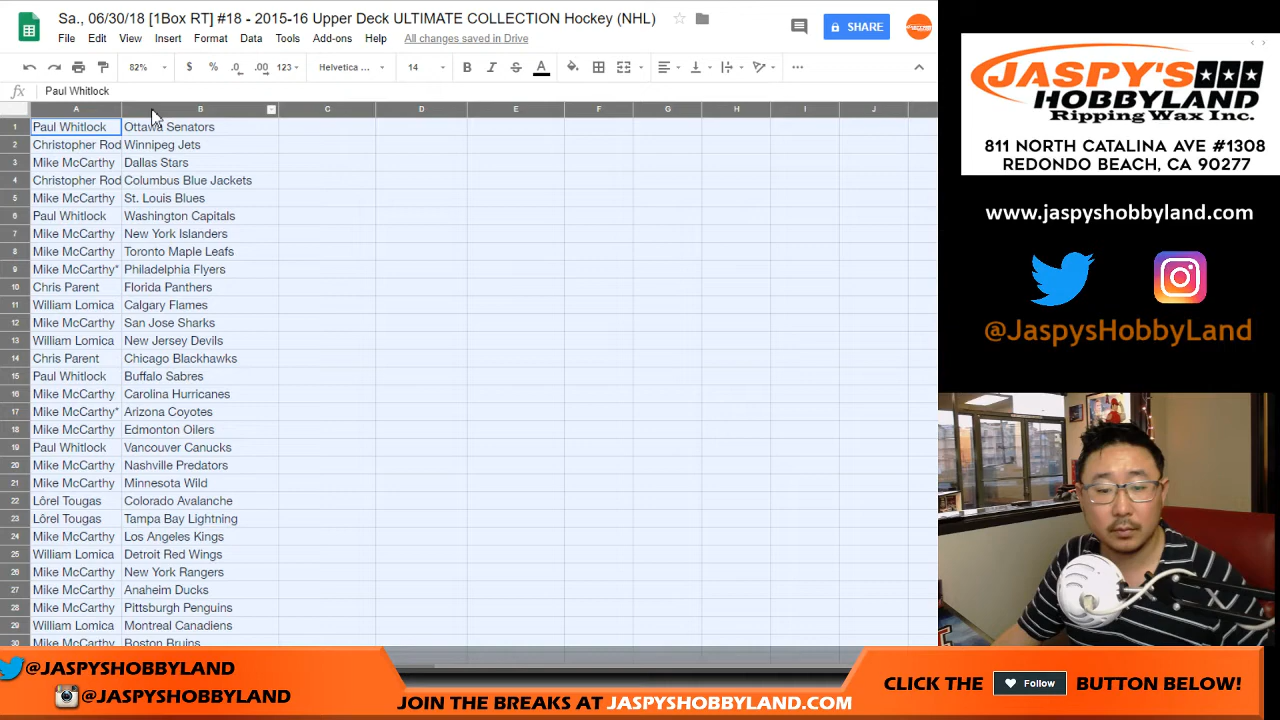 Sa., 06/30/18 [1Box RT] #18 - 2015-16 Upper Deck ULTIMATE COLLECTION Hockey (NHL)
File Edit View Insert Format Data Tools Add-ons Help All changes saved in Drive
SHARE
82% $ % .0 .00 123 Helvetica ... 14 B I S A
fx Paul Whitlock
A B C D E F G H I J
1 Paul Whitlock Ottawa Senators
2 Christopher Rod Winnipeg Jets
3 Mike McCarthy Dallas Stars
4 Christopher Rod Columbus Blue Jackets
5 Mike McCarthy St. Louis Blues
6 Paul Whitlock Washington Capitals
7 Mike McCarthy New York Islanders
8 Mike McCarthy Toronto Maple Leafs
9 Mike McCarthy* Philadelphia Flyers
10 Chris Parent Florida Panthers
11 William Lomica Calgary Flames
12 Mike McCarthy San Jose Sharks
13 William Lomica New Jersey Devils
14 Chris Parent Chicago Blackhawks
15 Paul Whitlock Buffalo Sabres
16 Mike McCarthy Carolina Hurricanes
17 Mike McCarthy* Arizona Coyotes
18 Mike McCarthy Edmonton Oilers
19 Paul Whitlock Vancouver Canucks
20 Mike McCarthy Nashville Predators
21 Mike McCarthy Minnesota Wild
22 Lôrel Tougas Colorado Avalanche
23 Lôrel Tougas Tampa Bay Lightning
24 Mike McCarthy Los Angeles Kings
25 William Lomica Detroit Red Wings
26 Mike McCarthy New York Rangers
27 Mike McCarthy Anaheim Ducks
28 Mike McCarthy Pittsburgh Penguins
29 William Lomica Montreal Canadiens
30 Mike McCarthy Boston Bruins
JASPY'S
HOBBYLAND
Ripping Wax Inc.
811 NORTH CATALINA AVE #1308
REDONDO BEACH, CA 90277
www.jaspyshobbyland.com
@JaspysHobbyLand
@JASPYSHOBBYLAND
@JASPYSHOBBYLAND
JOIN THE BREAKS AT JASPYSHOBBYLAND.COM
CLICK THE Follow BUTTON BELOW!